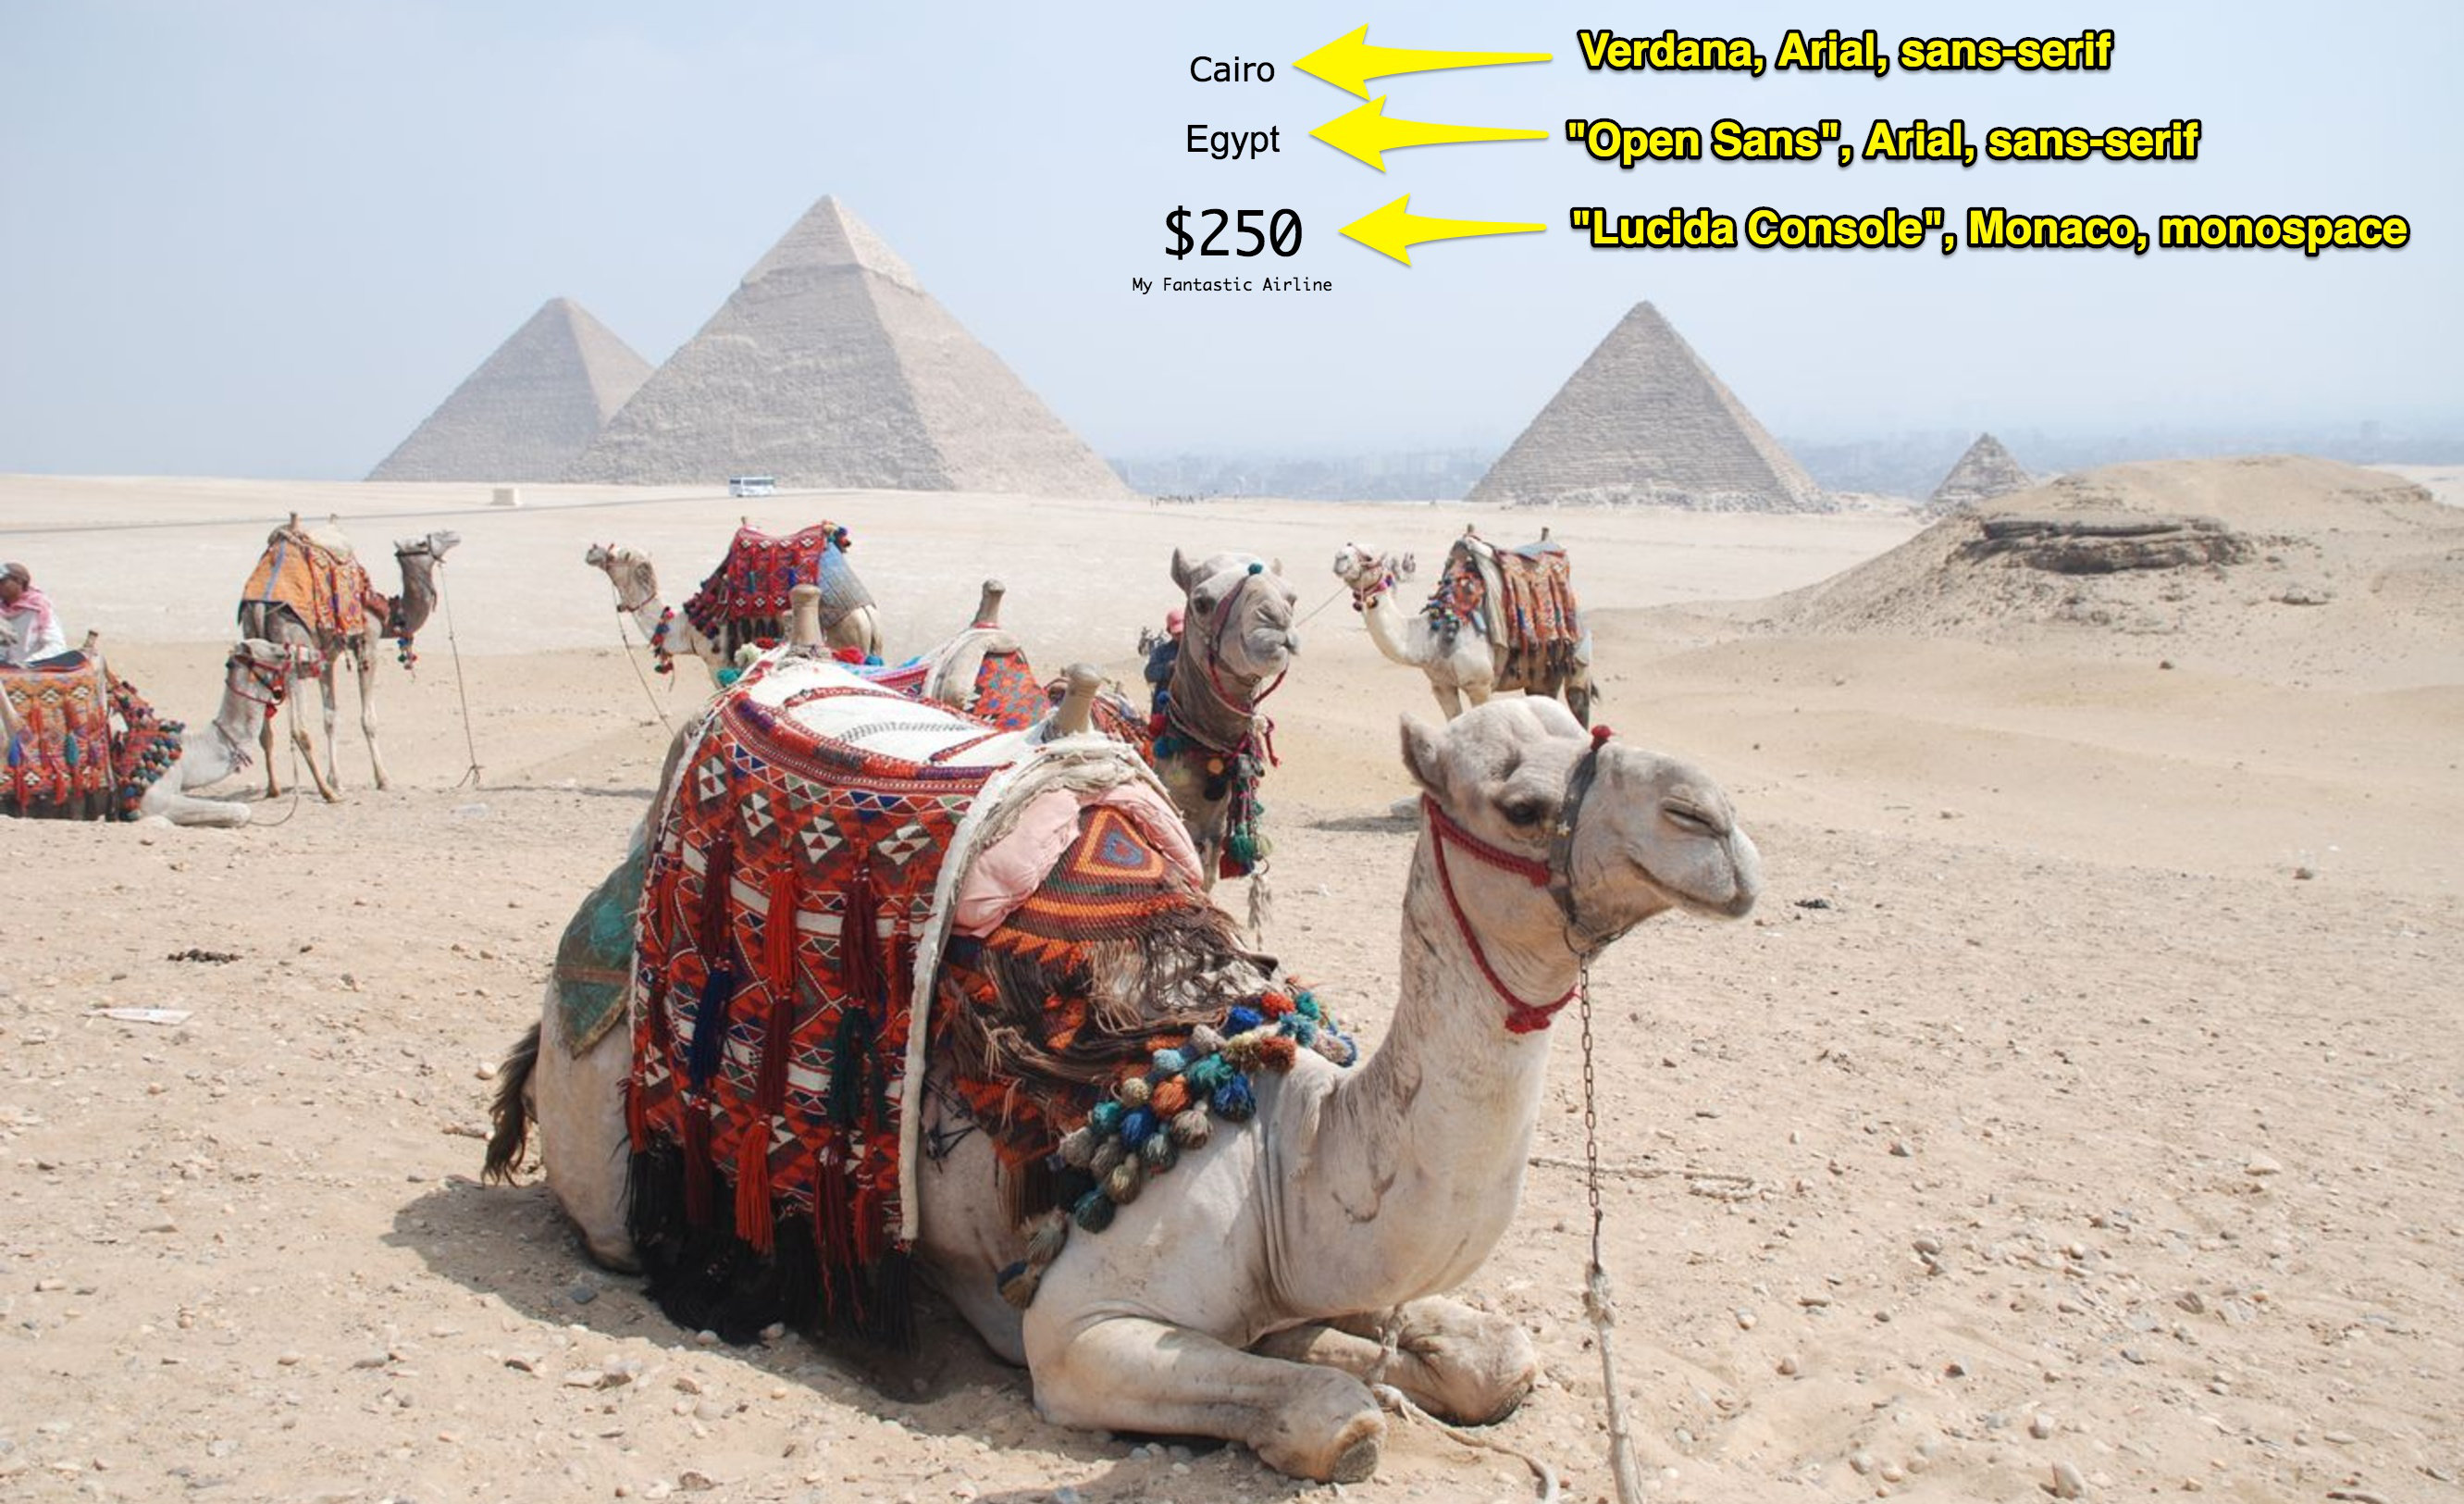 Cairo
Verdana, Arial, sans-serif
Egypt
"Open Sans", Arial, sans-serif
$250
"Lucida Console", Monaco, monospace
My Fantastic Airline